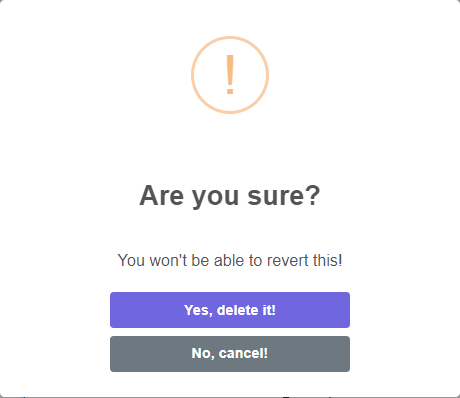 !
Are you sure?
You won't be able to revert this!
Yes, delete it!
No, cancel!